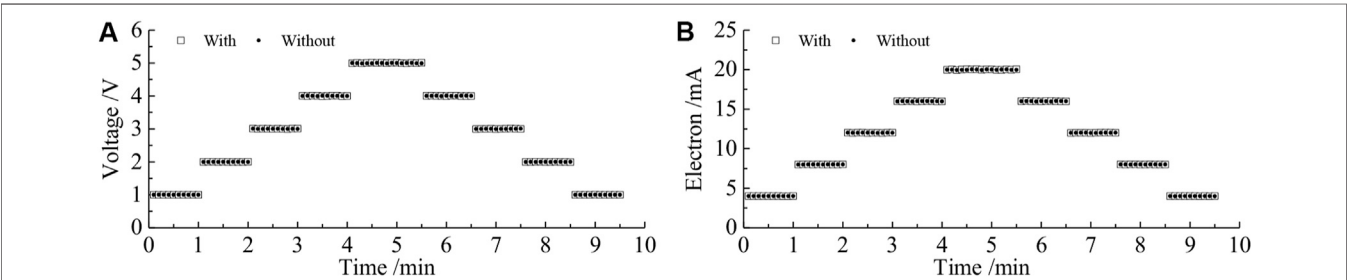 A
With Without
Voltage /V
6
5
4
3
2
1
0
0 1 2 3 4 5 6 7 8 9 10
Time /min
B
With Without
Electron /mA
25
20
15
10
5
0
0 1 2 3 4 5 6 7 8 9 10
Time /min